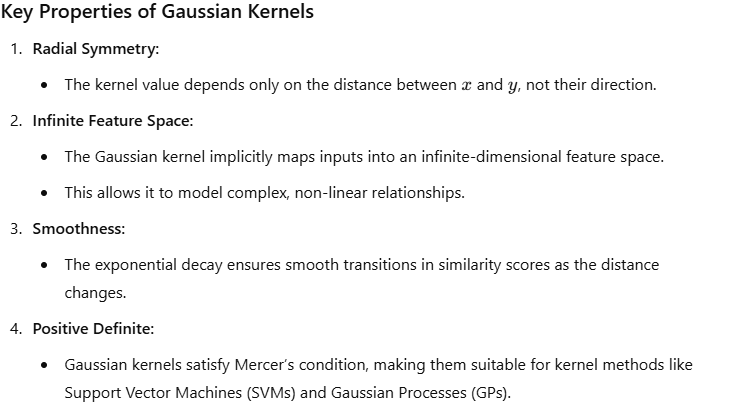 Key Properties of Gaussian Kernels
1. Radial Symmetry:
• The kernel value depends only on the distance between x and y, not their direction.
2. Infinite Feature Space:
• The Gaussian kernel implicitly maps inputs into an infinite-dimensional feature space.
• This allows it to model complex, non-linear relationships.
3. Smoothness:
• The exponential decay ensures smooth transitions in similarity scores as the distance
changes.
4. Positive Definite:
• Gaussian kernels satisfy Mercer's condition, making them suitable for kernel methods like
Support Vector Machines (SVMs) and Gaussian Processes (GPs).